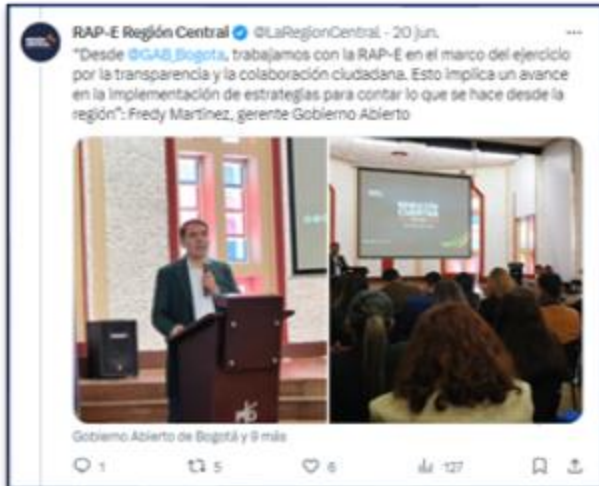 RAP-E Región Central @LaRegionCentral · 20 jun.
"Desde @GAB_Bogota, trabajamos con la RAP-E en el marco del ejercicio
por la transparencia y la colaboración ciudadana. Esto implica un avance
en la implementación de estrategias para contar lo que se hace desde la
región": Fredy Martínez, gerente Gobierno Abierto
RENDICIÓN
CUENTAS
Gobierno Abierto de Bogotá y 9 más
1 5 6 127